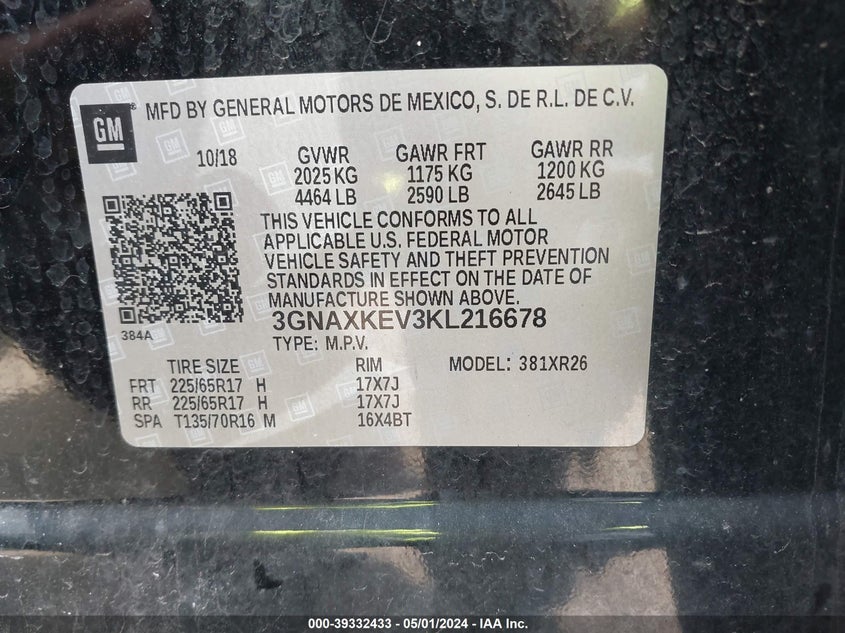 GM
MFD BY GENERAL MOTORS DE MEXICO, S. DE R.L. DE C.V.
10/18 GVWR GAWR FRT GAWR RR
2025 KG 1175 KG 1200 KG
4464 LB 2590 LB 2645 LB
THIS VEHICLE CONFORMS TO ALL
APPLICABLE U.S. FEDERAL MOTOR
VEHICLE SAFETY AND THEFT PREVENTION
STANDARDS IN EFFECT ON THE DATE OF
MANUFACTURE SHOWN ABOVE.
3GNAXKEV3KL216678
384A
TYPE: M.P.V.
TIRE SIZE RIM MODEL: 381XR26
FRT 225/65R17 H 17X7J
RR 225/65R17 H 17X7J
SPA T135/70R16 M 16X4BT
000-39332433 - 05/01/2024 - IAA Inc.